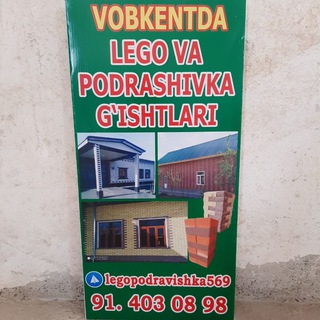 VOBKENTDA
LEGO VA
PODRASHIVKA
G'ISHTLARI
legopodravishka569
91. 403 08 98